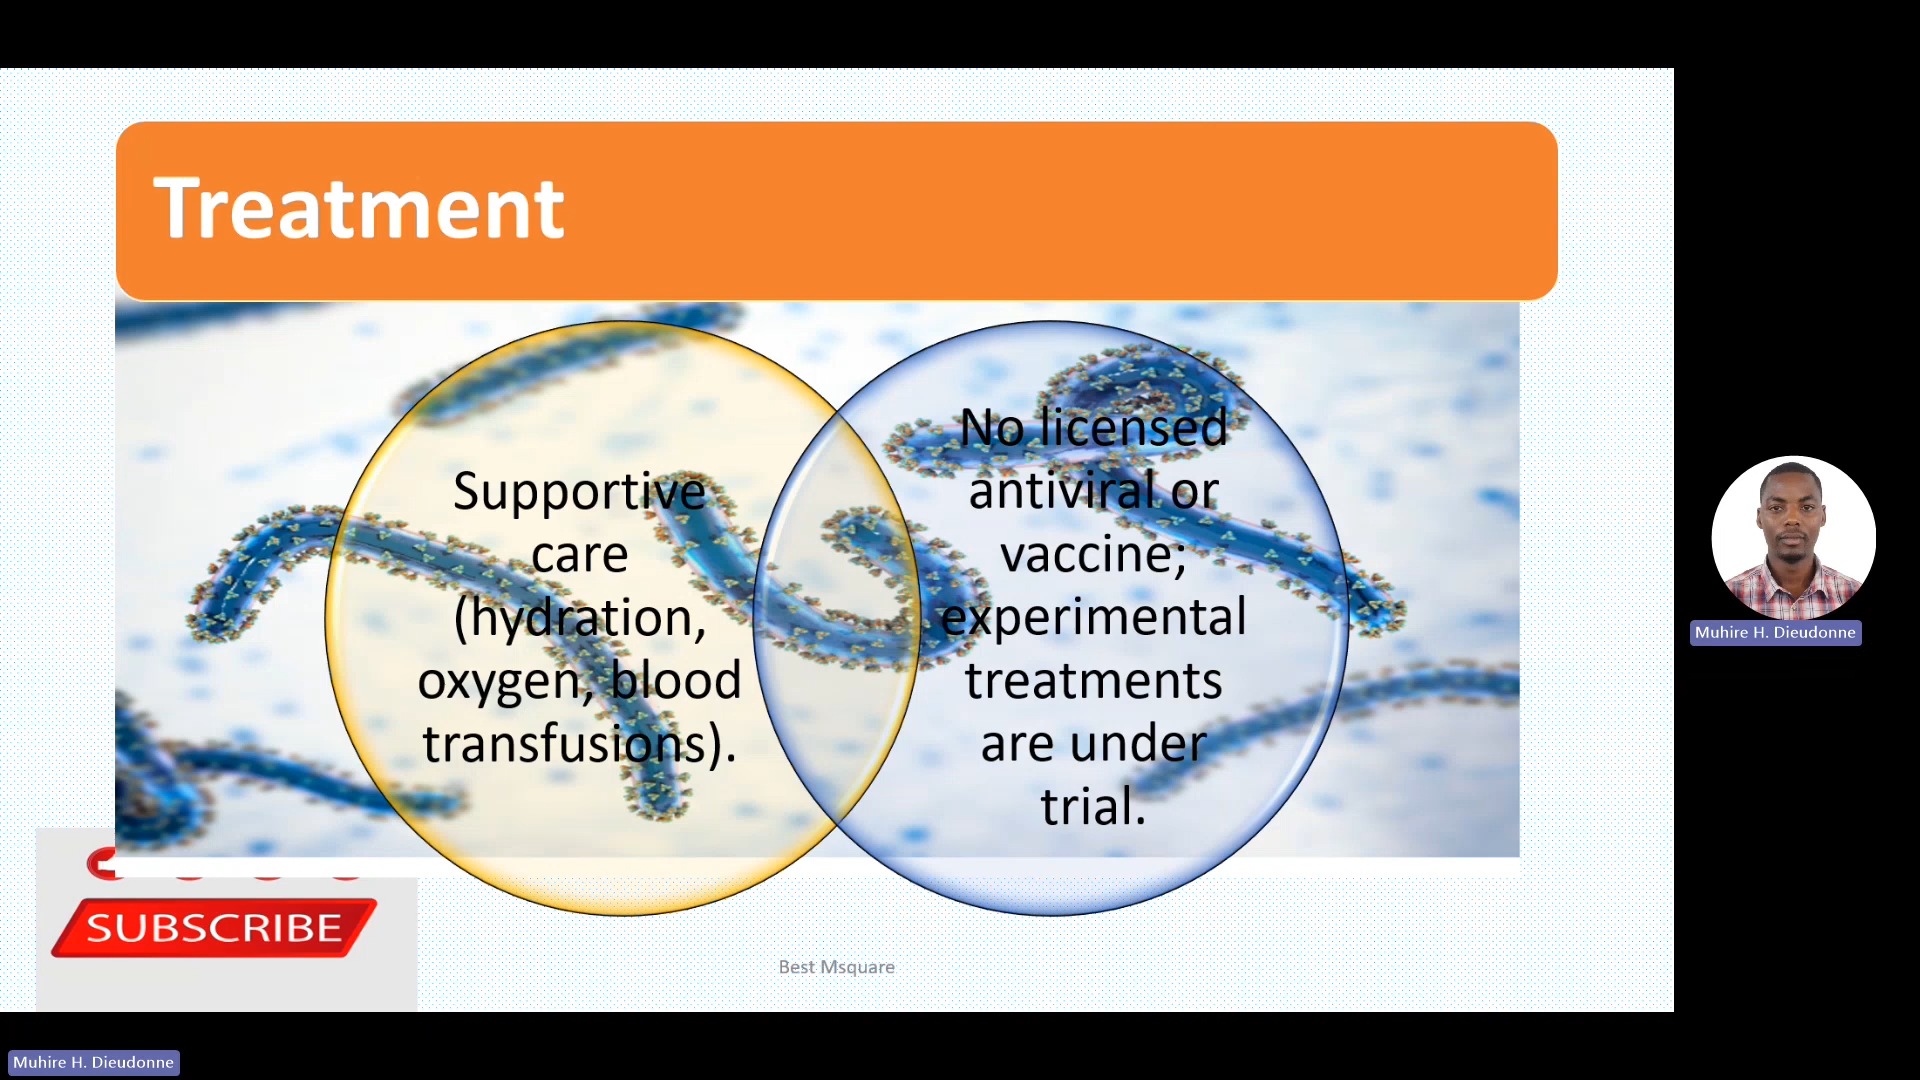 Treatment
Supportive
care
(hydration,
oxygen, blood
transfusions).
No licensed
antiviral or
vaccine;
experimental
treatments
are under
trial.
SUBSCRIBE
Best Msquare
Muhire H. Dieudonne
Muhire H. Dieudonne